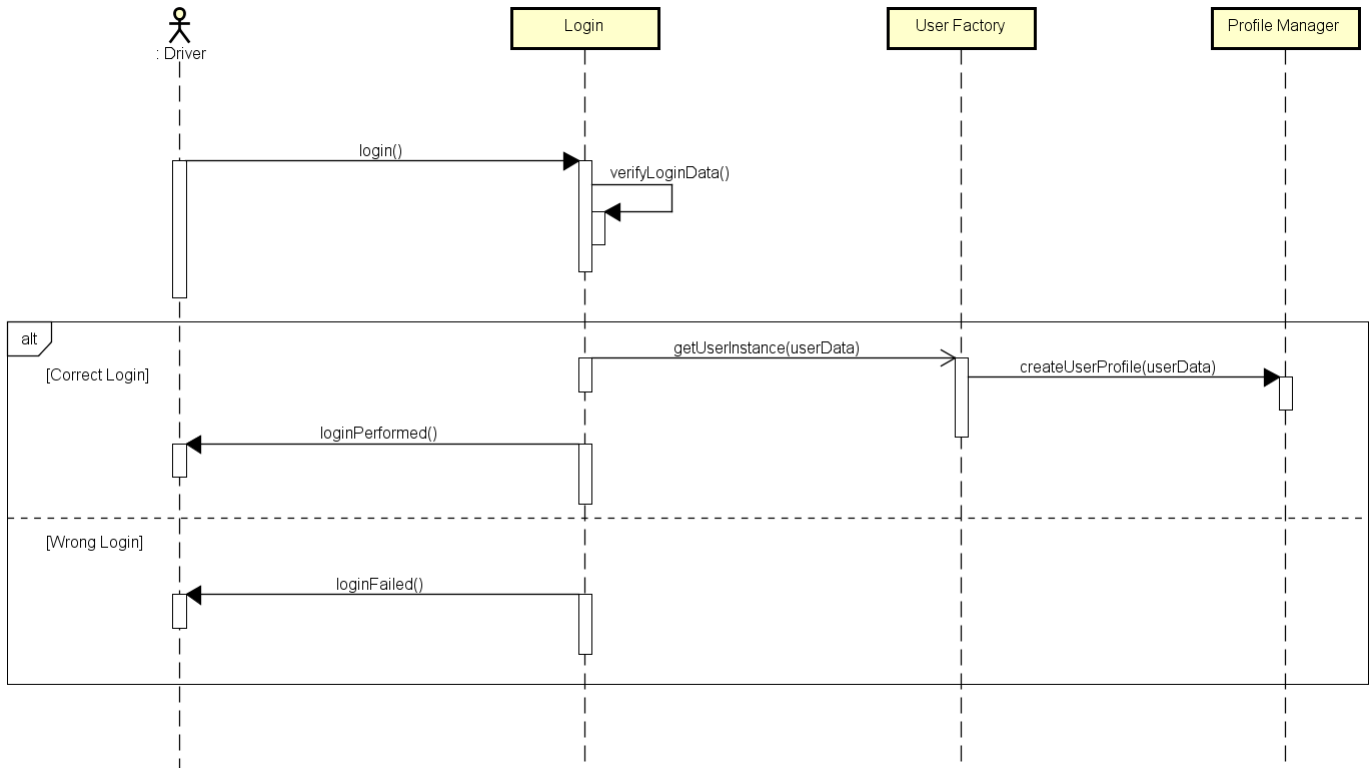 : Driver
Login
User Factory
Profile Manager
login()
verifyLoginData()
alt
getUserInstance(userData)
createUserProfile(userData)
[Correct Login]
loginPerformed()
[Wrong Login]
loginFailed()